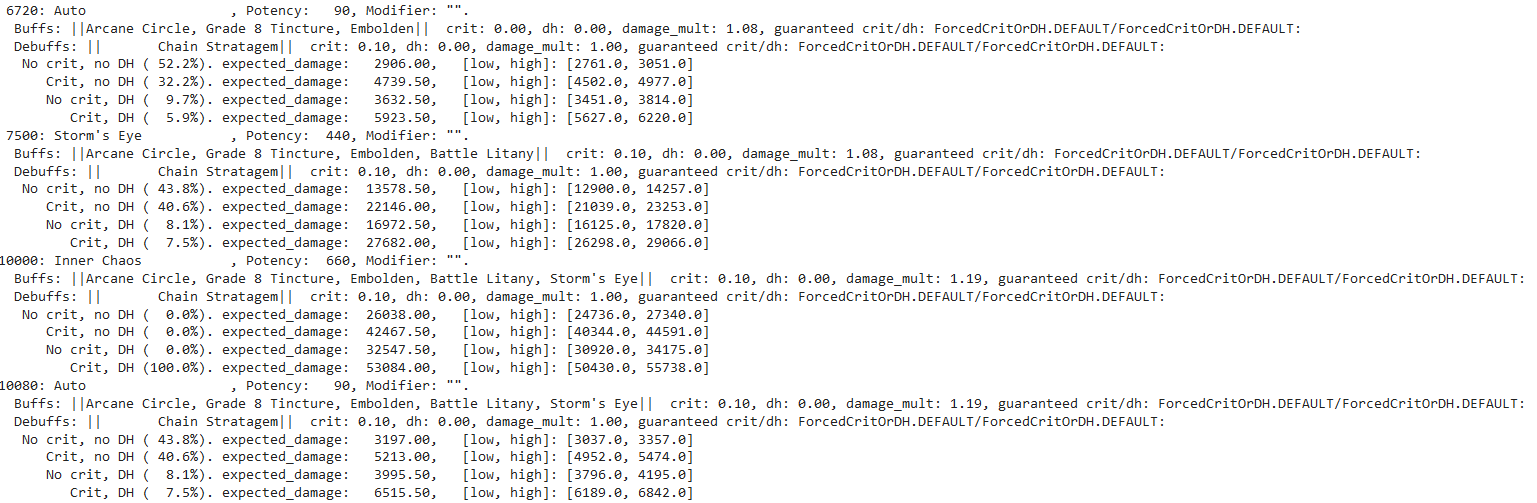 6720: Auto                  , Potency:   90, Modifier: "".
Buffs: ||Arcane Circle, Grade 8 Tincture, Embolden||  crit: 0.00, dh: 0.00, damage_mult: 1.08, guaranteed crit/dh: ForcedCritOrDH.DEFAULT/ForcedCritOrDH.DEFAULT:
Debuffs: ||       Chain Stratagem||  crit: 0.10, dh: 0.00, damage_mult: 1.00, guaranteed crit/dh: ForcedCritOrDH.DEFAULT/ForcedCritOrDH.DEFAULT:
No crit, no DH ( 52.2%). expected_damage:   2906.00,   [low, high]: [2761.0, 3051.0]
Crit, no DH ( 32.2%). expected_damage:   4739.50,   [low, high]: [4502.0, 4977.0]
No crit, DH (  9.7%). expected_damage:   3632.50,   [low, high]: [3451.0, 3814.0]
Crit, DH (  5.9%). expected_damage:   5923.50,   [low, high]: [5627.0, 6220.0]
7500: Storm's Eye           , Potency:  440, Modifier: "".
Buffs: ||Arcane Circle, Grade 8 Tincture, Embolden, Battle Litany||  crit: 0.10, dh: 0.00, damage_mult: 1.08, guaranteed crit/dh: ForcedCritOrDH.DEFAULT/ForcedCritOrDH.DEFAULT:
Debuffs: ||       Chain Stratagem||  crit: 0.10, dh: 0.00, damage_mult: 1.00, guaranteed crit/dh: ForcedCritOrDH.DEFAULT/ForcedCritOrDH.DEFAULT:
No crit, no DH ( 43.8%). expected_damage:  13578.50,   [low, high]: [12900.0, 14257.0]
Crit, no DH ( 40.6%). expected_damage:  22146.00,   [low, high]: [21039.0, 23253.0]
No crit, DH (  8.1%). expected_damage:  16972.50,   [low, high]: [16125.0, 17820.0]
Crit, DH (  7.5%). expected_damage:  27682.00,   [low, high]: [26298.0, 29066.0]
10000: Inner Chaos           , Potency:  660, Modifier: "".
Buffs: ||Arcane Circle, Grade 8 Tincture, Embolden, Battle Litany, Storm's Eye||  crit: 0.10, dh: 0.00, damage_mult: 1.19, guaranteed crit/dh: ForcedCritOrDH.DEFAULT/ForcedCritOrDH.DEFAULT:
Debuffs: ||       Chain Stratagem||  crit: 0.10, dh: 0.00, damage_mult: 1.00, guaranteed crit/dh: ForcedCritOrDH.DEFAULT/ForcedCritOrDH.DEFAULT:
No crit, no DH (  0.0%). expected_damage:  26038.00,   [low, high]: [24736.0, 27340.0]
Crit, no DH (  0.0%). expected_damage:  42467.50,   [low, high]: [40344.0, 44591.0]
No crit, DH (  0.0%). expected_damage:  32547.50,   [low, high]: [30920.0, 34175.0]
Crit, DH (100.0%). expected_damage:  53084.00,   [low, high]: [50430.0, 55738.0]
10080: Auto                  , Potency:   90, Modifier: "".
Buffs: ||Arcane Circle, Grade 8 Tincture, Embolden, Battle Litany, Storm's Eye||  crit: 0.10, dh: 0.00, damage_mult: 1.19, guaranteed crit/dh: ForcedCritOrDH.DEFAULT/ForcedCritOrDH.DEFAULT:
Debuffs: ||       Chain Stratagem||  crit: 0.10, dh: 0.00, damage_mult: 1.00, guaranteed crit/dh: ForcedCritOrDH.DEFAULT/ForcedCritOrDH.DEFAULT:
No crit, no DH ( 43.8%). expected_damage:   3197.00,   [low, high]: [3037.0, 3357.0]
Crit, no DH ( 40.6%). expected_damage:   5213.00,   [low, high]: [4952.0, 5474.0]
No crit, DH (  8.1%). expected_damage:   3995.50,   [low, high]: [3796.0, 4195.0]
Crit, DH (  7.5%). expected_damage:   6515.50,   [low, high]: [6189.0, 6842.0]